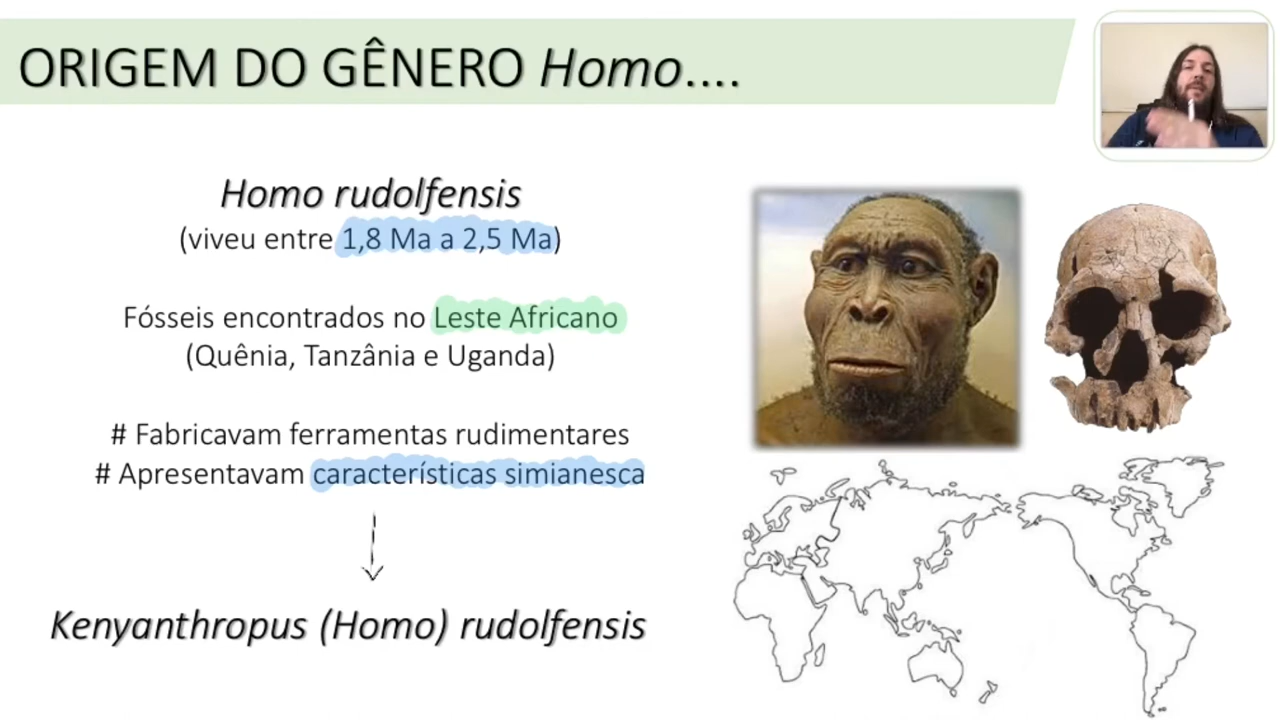 ORIGEM DO GÊNERO Homo....
Homo rudolfensis
(viveu entre 1,8 Ma a 2,5 Ma)
Fósseis encontrados no Leste Africano
(Quênia, Tanzânia e Uganda)
# Fabricavam ferramentas rudimentares
# Apresentavam características simianesca
Kenyanthropus (Homo) rudolfensis